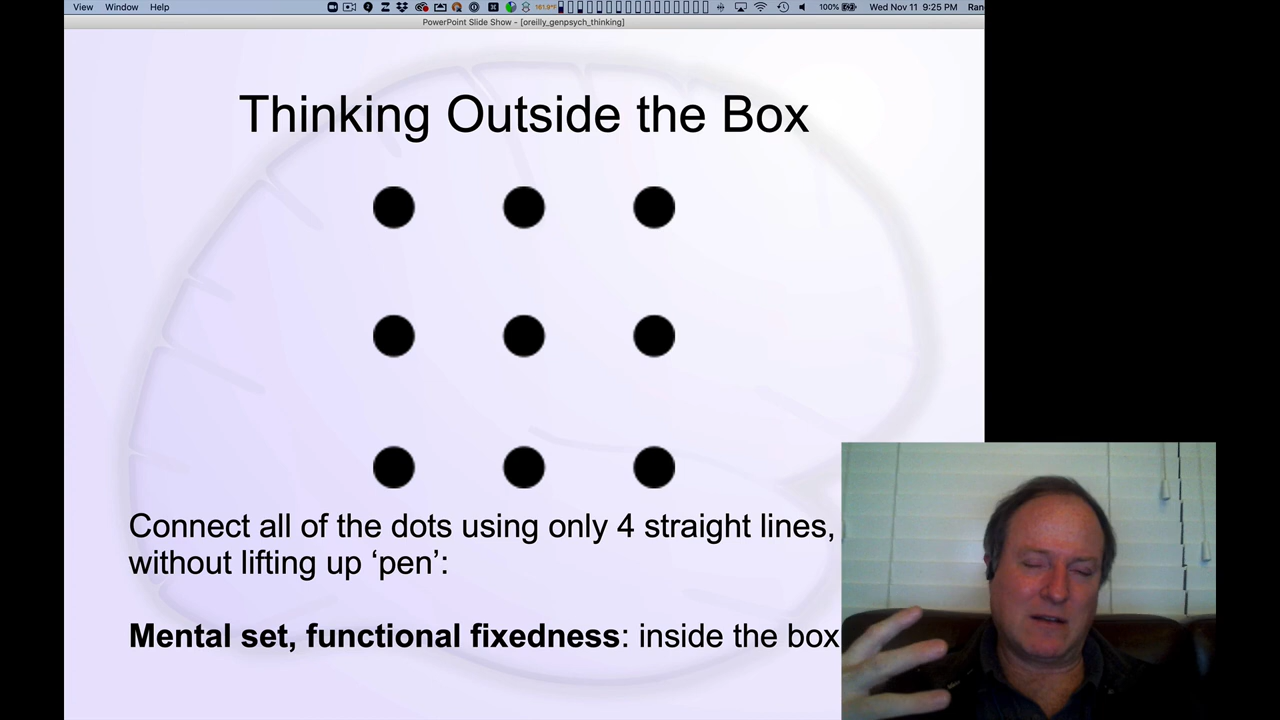 View Window Help 161.9°F 100% Wed Nov 11 9:25 PM
PowerPoint Slide Show - [oreilly_genpsych_thinking]
Thinking Outside the Box
Connect all of the dots using only 4 straight lines,
without lifting up ‘pen’:
Mental set, functional fixedness: inside the box